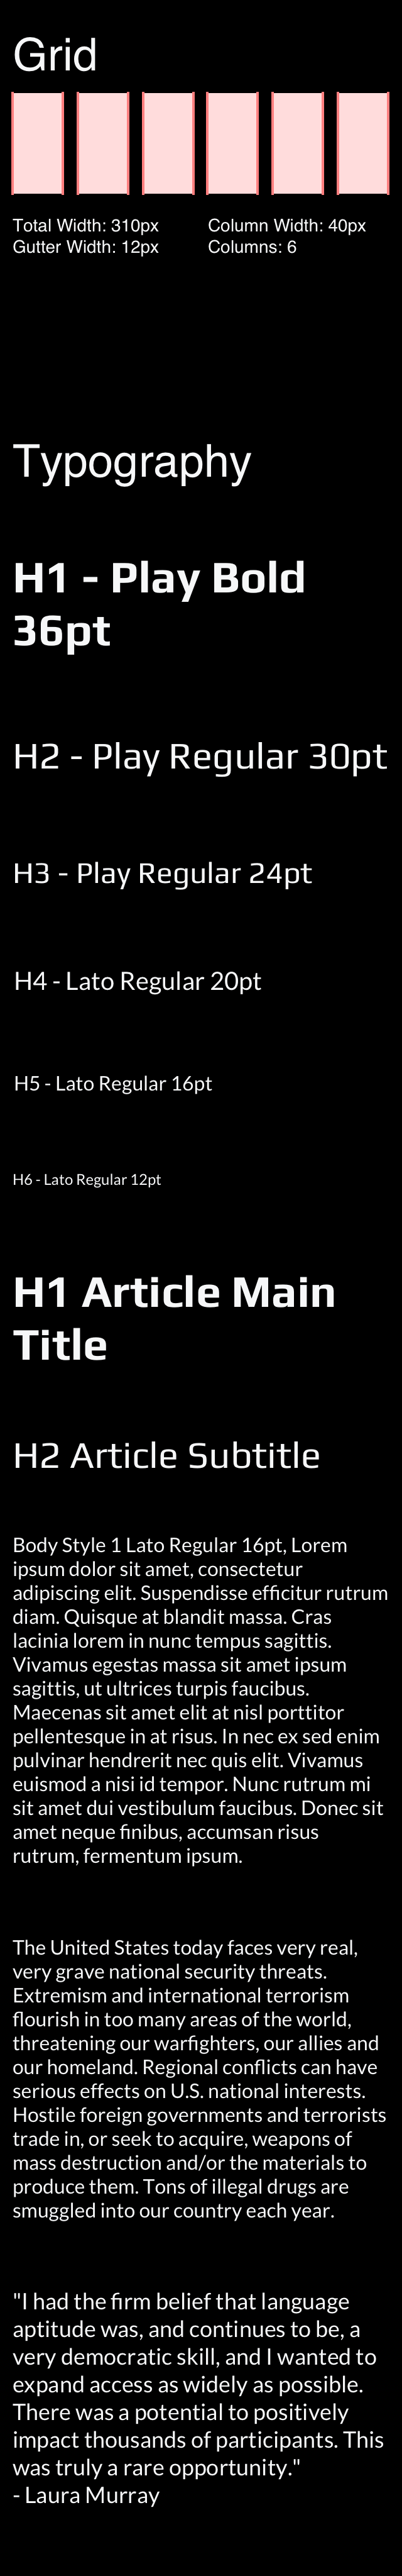 Grid
Total Width: 310px
Gutter Width: 12px
Column Width: 40px
Columns: 6
Typography
H1 - Play Bold
36pt
H2 - Play Regular 30pt
H3 - Play Regular 24pt
H4 - Lato Regular 20pt
H5 - Lato Regular 16pt
H6 - Lato Regular 12pt
H1 Article Main
Title
H2 Article Subtitle
Body Style 1 Lato Regular 16pt, Lorem
ipsum dolor sit amet, consectetur
adipiscing elit. Suspendisse efficitur rutrum
diam. Quisque at blandit massa. Cras
lacinia lorem in nunc tempus sagittis.
Vivamus egestas massa sit amet ipsum
sagittis, ut ultrices turpis faucibus.
Maecenas sit amet elit at nisl porttitor
pellentesque in at risus. In nec ex sed enim
pulvinar hendrerit nec quis elit. Vivamus
euismod a nisi id tempor. Nunc rutrum mi
sit amet dui vestibulum faucibus. Donec sit
amet neque finibus, accumsan risus
rutrum, fermentum ipsum.
The United States today faces very real,
very grave national security threats.
Extremism and international terrorism
flourish in too many areas of the world,
threatening our warfighters, our allies and
our homeland. Regional conflicts can have
serious effects on U.S. national interests.
Hostile foreign governments and terrorists
trade in, or seek to acquire, weapons of
mass destruction and/or the materials to
produce them. Tons of illegal drugs are
smuggled into our country each year.
"I had the firm belief that language
aptitude was, and continues to be, a
very democratic skill, and I wanted to
expand access as widely as possible.
There was a potential to positively
impact thousands of participants. This
was truly a rare opportunity."
- Laura Murray